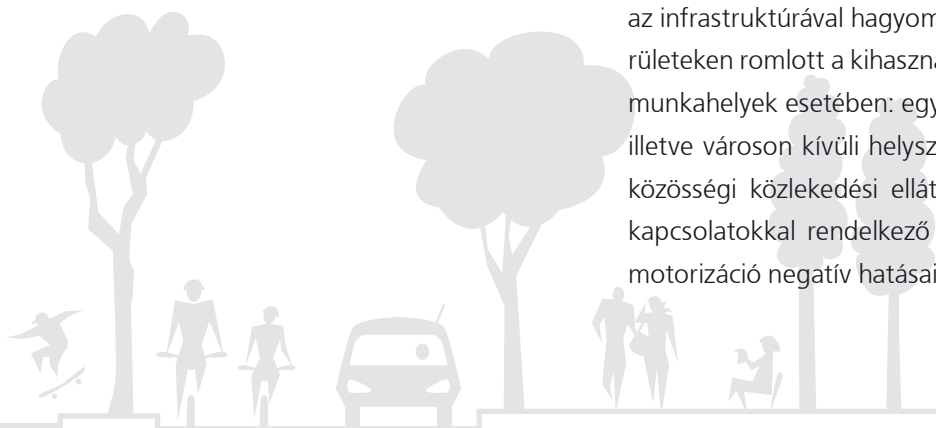 az infrastruktúrával hagyom
rületeken romlott a kihaszná
munkahelyek esetében: egy
illetve városon kívüli helysz
közösségi közlekedési ellát
kapcsolatokkal rendelkező
motorizáció negatív hatásai